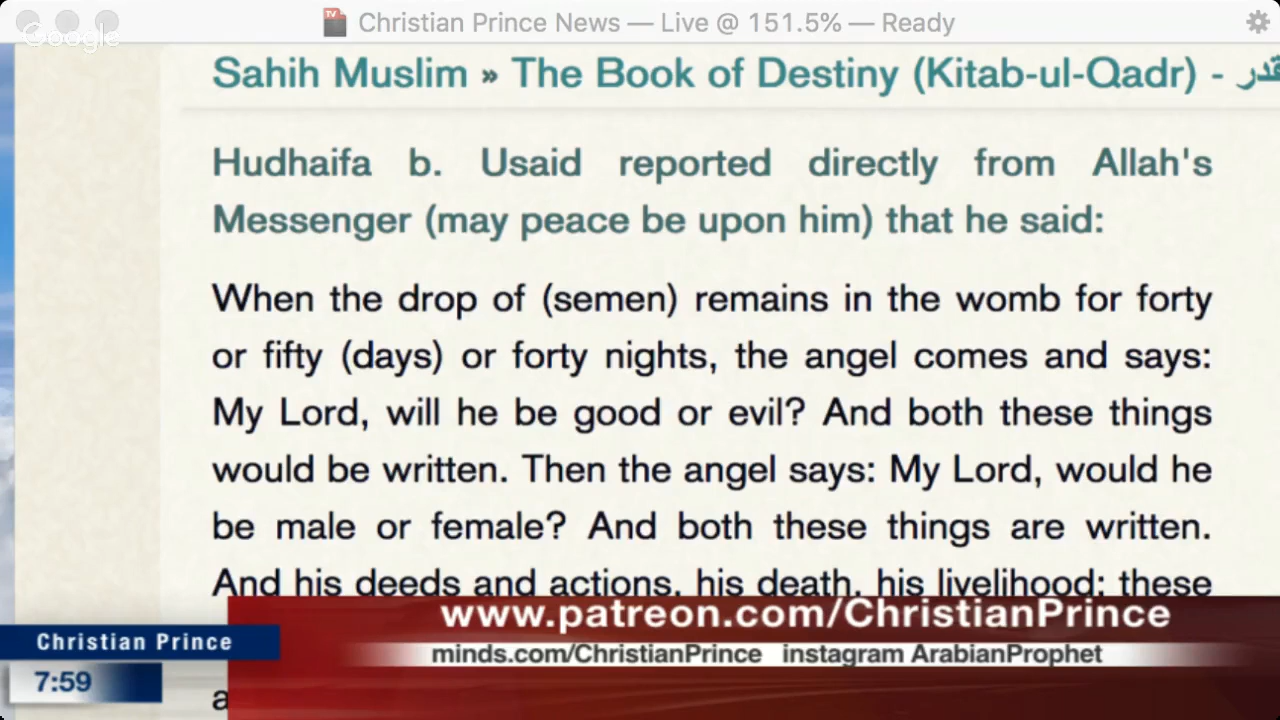 Christian Prince News — Live @ 151.5% — Ready
Google
Sahih Muslim » The Book of Destiny (Kitab-ul-Qadr) -
Hudhaifa b. Usaid reported directly from Allah's
Messenger (may peace be upon him) that he said:
When the drop of (semen) remains in the womb for forty
or fifty (days) or forty nights, the angel comes and says:
My Lord, will he be good or evil? And both these things
would be written. Then the angel says: My Lord, would he
be male or female? And both these things are written.
And his deeds and actions, his death, his livelihood; these
www.patreon.com/ChristianPrince
Christian Prince
minds.com/ChristianPrince instagram ArabianProphet
7:59